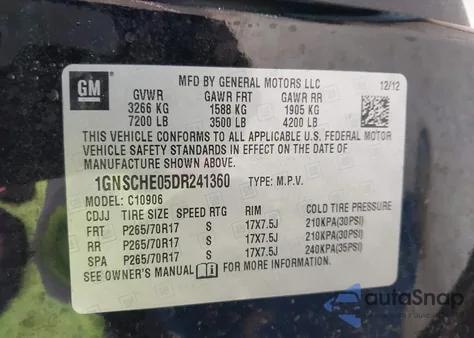 GM
MFD BY GENERAL MOTORS LLC 12/12
GVWR GAWR FRT GAWR RR
3266 KG 1588 KG 1905 KG
7200 LB 3500 LB 4200 LB
THIS VEHICLE CONFORMS TO ALL APPLICABLE U.S. FEDERAL MOTOR
VEHICLE SAFETY STANDARDS IN EFFECT ON THE DATE OF
MANUFACTURE SHOWN ABOVE.
1GNSCHE05DR241360 TYPE: M.P.V.
MODEL: C10906
CDJJ TIRE SIZE SPEED RTG RIM COLD TIRE PRESSURE
FRT P265/70R17 S 17X7.5J 210KPA(30PSI)
RR P265/70R17 S 17X7.5J 210KPA(30PSI)
SPA P265/70R17 S 17X7.5J 240KPA(35PSI)
SEE OWNER'S MANUAL FOR MORE INFORMATION.
autoSnap